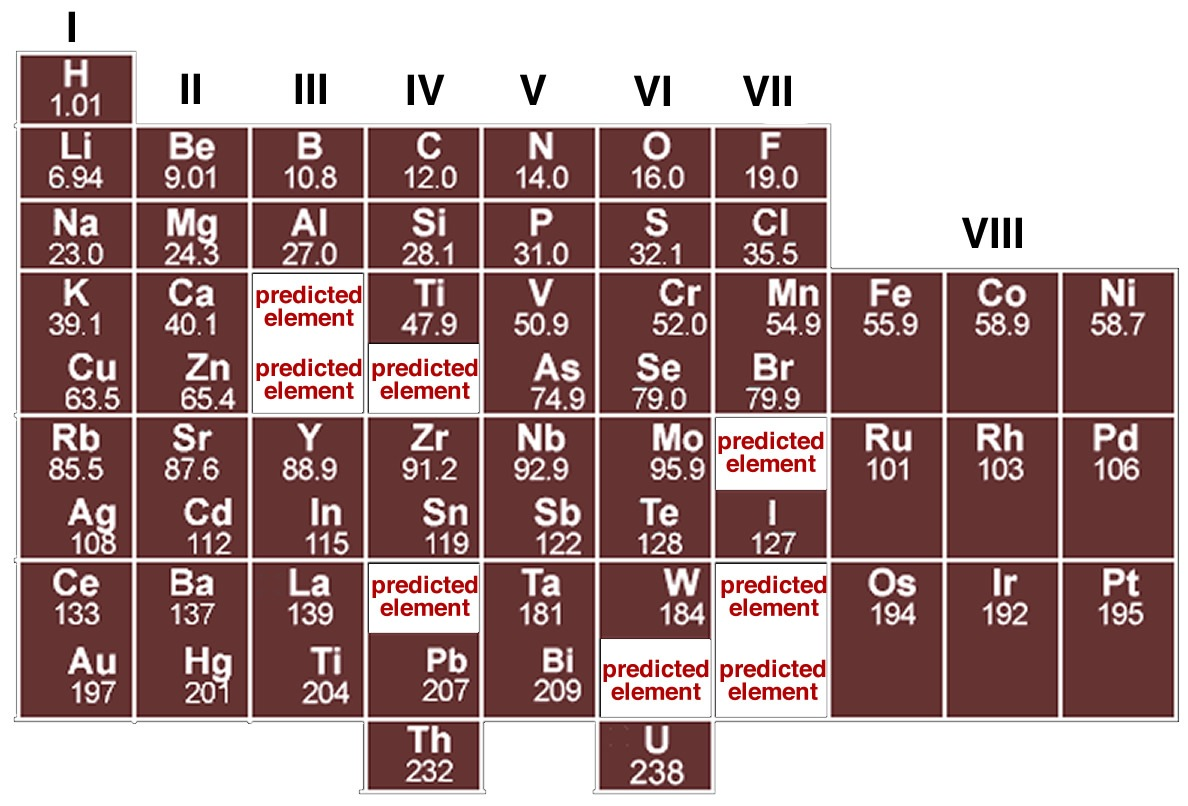 I
H
1.01
II III IV V VI VII
Li Be B C N O F
6.94 9.01 10.8 12.0 14.0 16.0 19.0
Na Mg Al Si P S Cl
23.0 24.3 27.0 28.1 31.0 32.1 35.5
VIII
K Ca predicted element Ti V Cr Mn Fe Co Ni
39.1 40.1 47.9 50.9 52.0 54.9 55.9 58.9 58.7
Cu Zn predicted element predicted element As Se Br
63.5 65.4 74.9 79.0 79.9
Rb Sr Y Zr Nb Mo predicted element Ru Rh Pd
85.5 87.6 88.9 91.2 92.9 95.9 101 103 106
Ag Cd In Sn Sb Te I
108 112 115 119 122 128 127
Ce Ba La predicted element Ta W predicted element Os Ir Pt
133 137 139 181 184 194 192 195
Au Hg Ti Pb Bi predicted element predicted element
197 201 204 207 209
Th U
232 238